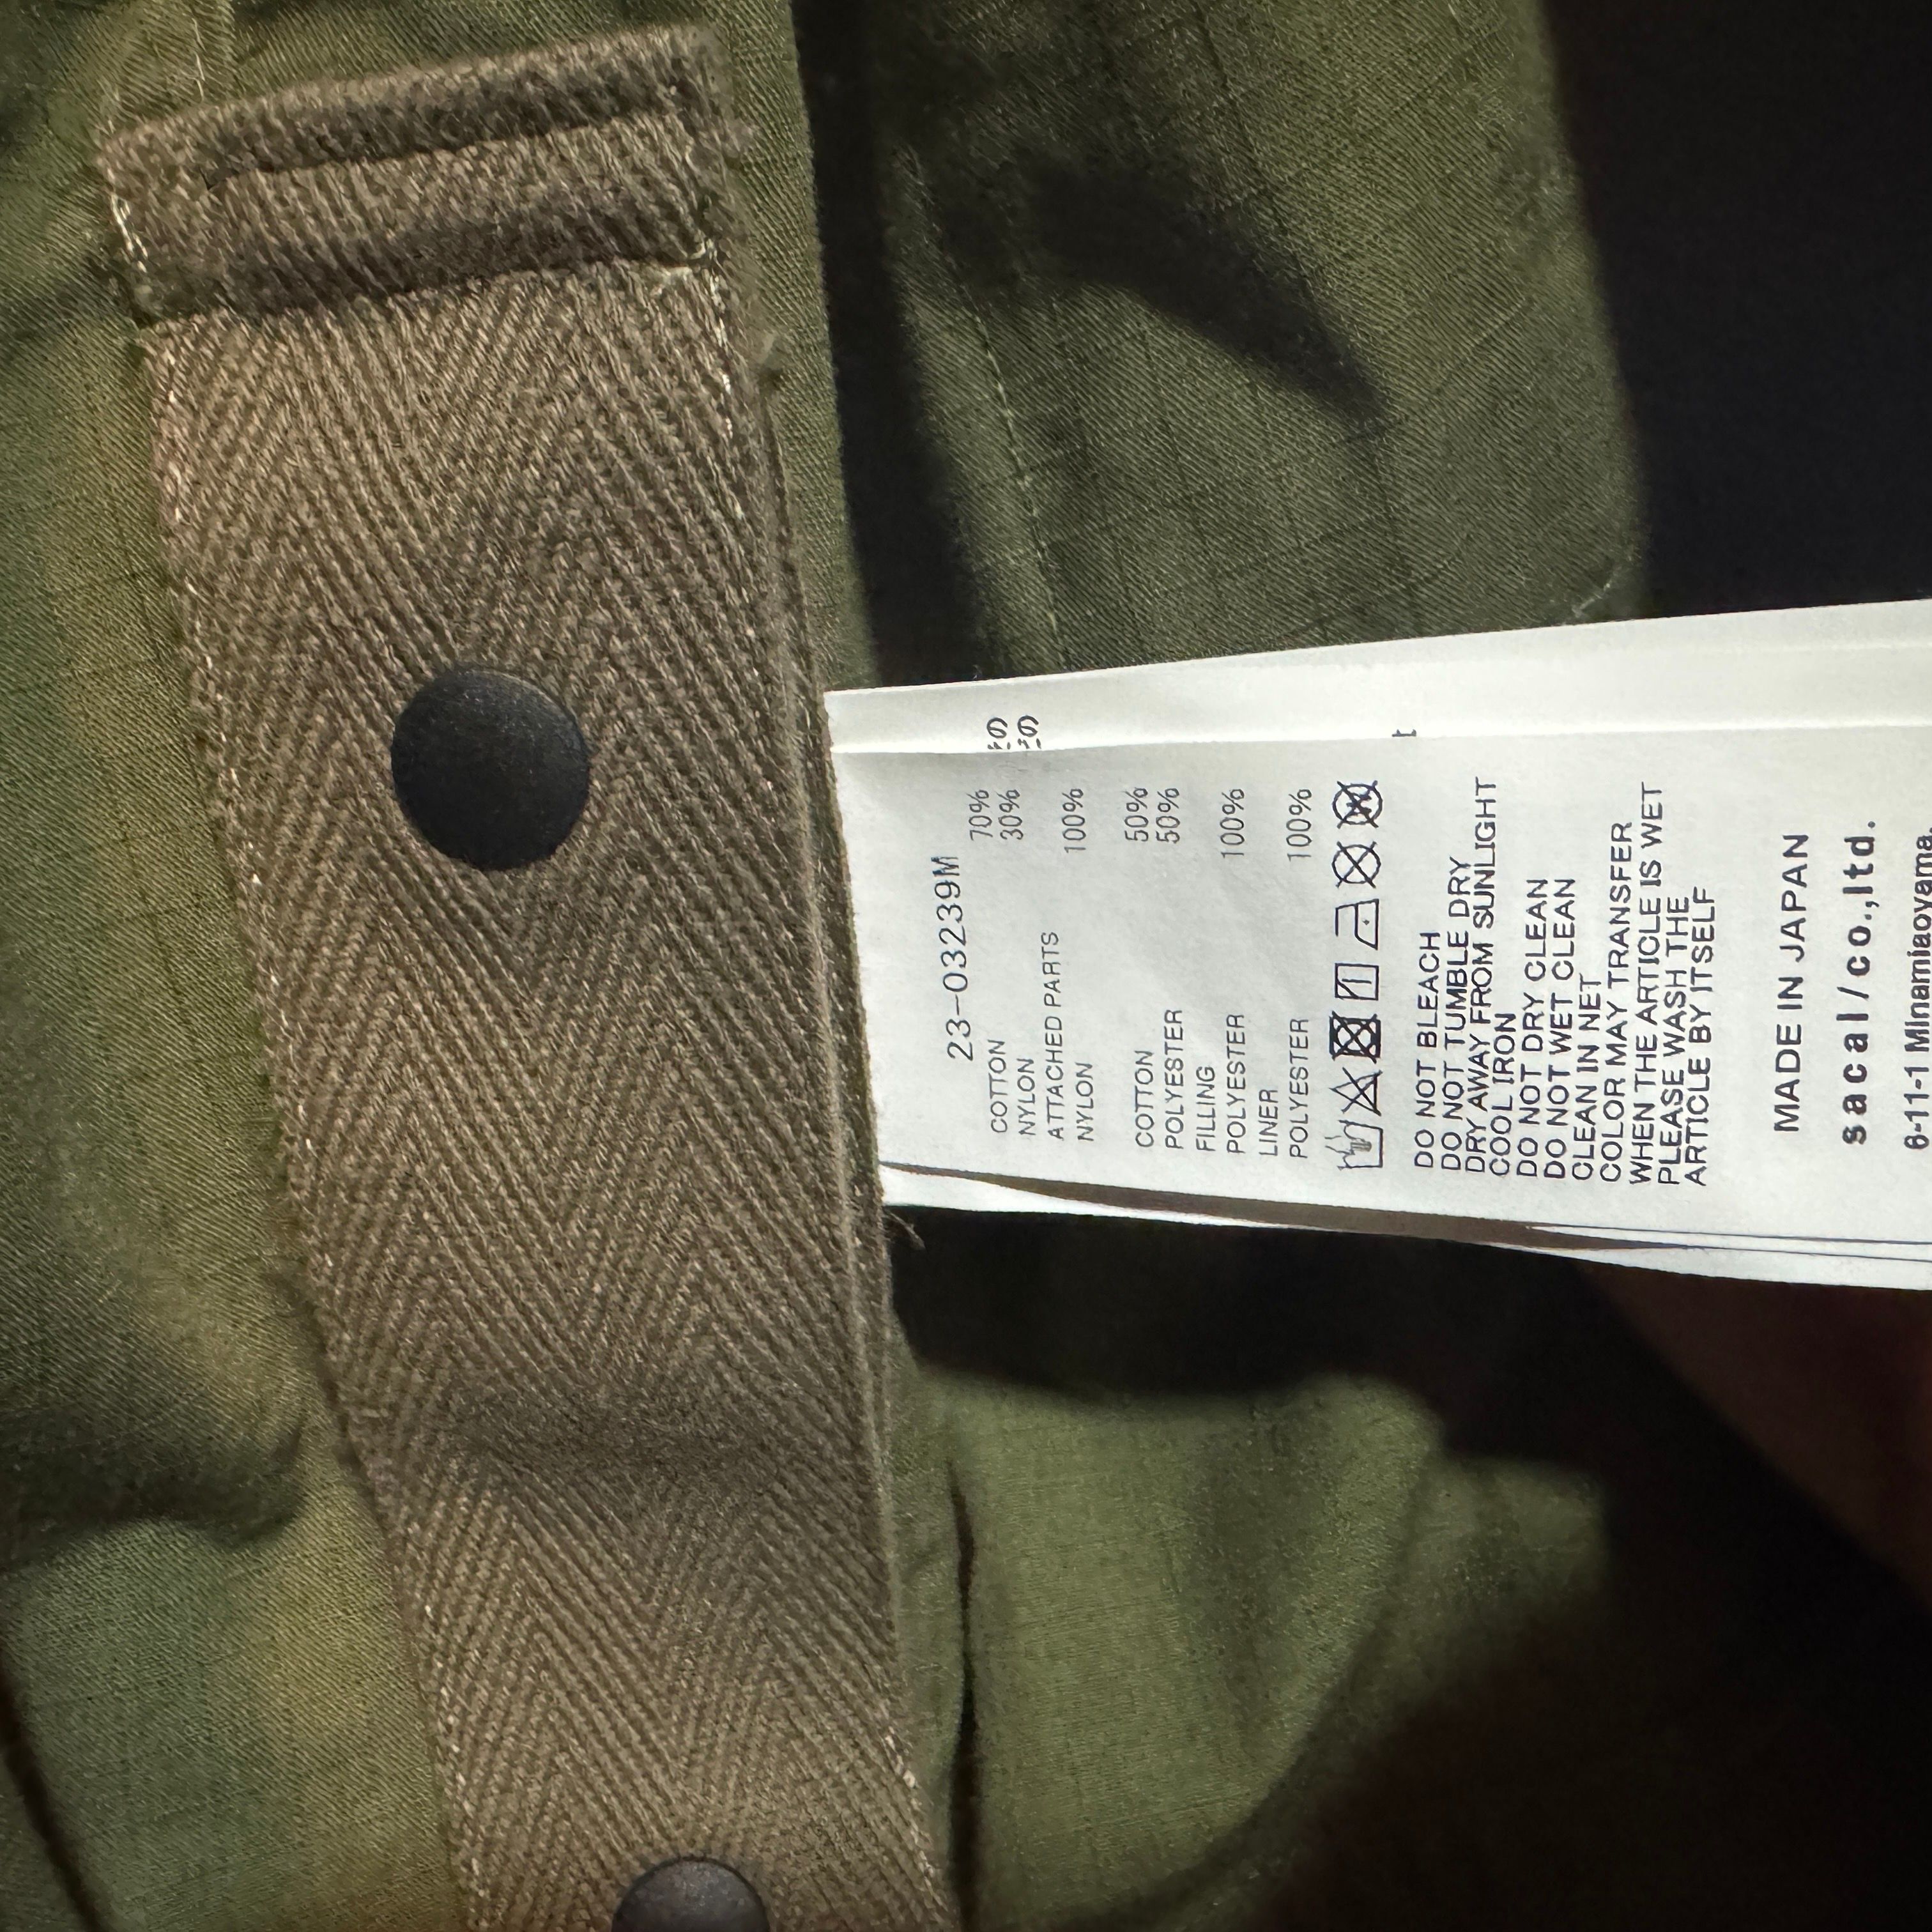 23-03239M
COTTON 70%
NYLON 30%
ATTACHED PARTS
NYLON 100%
COTTON 50%
POLYESTER 50%
FILLING
POLYESTER 100%
LINER
POLYESTER 100%
DO NOT BLEACH
DO NOT TUMBLE DRY
DRY AWAY FROM SUNLIGHT
COOL IRON
DO NOT DRY CLEAN
DO NOT WET CLEAN
CLEAN IN NET
COLOR MAY TRANSFER
WHEN THE ARTICLE IS WET
PLEASE WASH THE
ARTICLE BY ITSELF
MADE IN JAPAN
sacai/co.,ltd.
6-11-1 Minamiaoyama